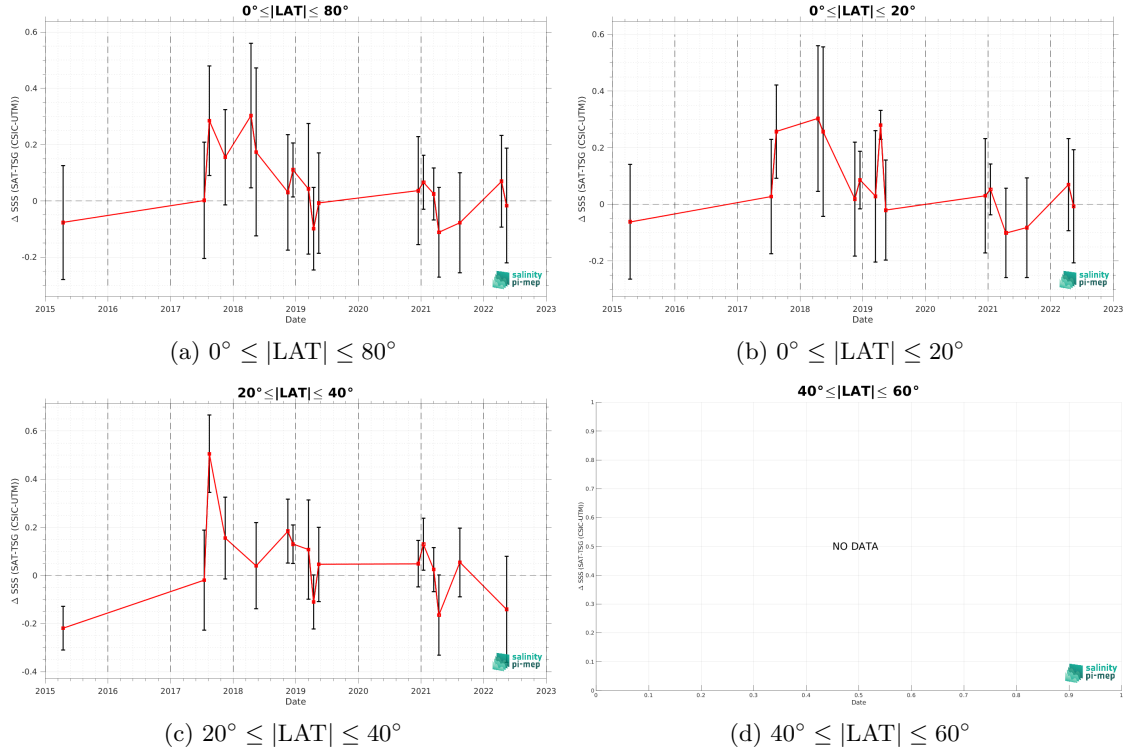 0°≤|LAT|≤ 80°
Δ SSS (SAT-TSG (CSIC-UTM))
0.6
0.4
0.2
0
-0.2
2015 2016 2017 2018 2019 2020 2021 2022 2023
Date
salinity
pi-mep
(a) 0° ≤ |LAT| ≤ 80°
0°≤|LAT|≤ 20°
Δ SSS (SAT-TSG (CSIC-UTM))
0.6
0.4
0.2
0
-0.2
2015 2016 2017 2018 2019 2020 2021 2022 2023
Date
salinity
pi-mep
(b) 0° ≤ |LAT| ≤ 20°
20°≤|LAT|≤ 40°
Δ SSS (SAT-TSG (CSIC-UTM))
0.6
0.4
0.2
0
-0.2
-0.4
2015 2016 2017 2018 2019 2020 2021 2022 2023
Date
salinity
pi-mep
(c) 20° ≤ |LAT| ≤ 40°
40°≤|LAT|≤ 60°
Δ SSS (SAT-TSG (CSIC-UTM))
1
0.9
0.8
0.7
0.6
0.5
0.4
0.3
0.2
0.1
0
NO DATA
0 0.1 0.2 0.3 0.4 0.5 0.6 0.7 0.8 0.9 1
Date
salinity
pi-mep
(d) 40° ≤ |LAT| ≤ 60°